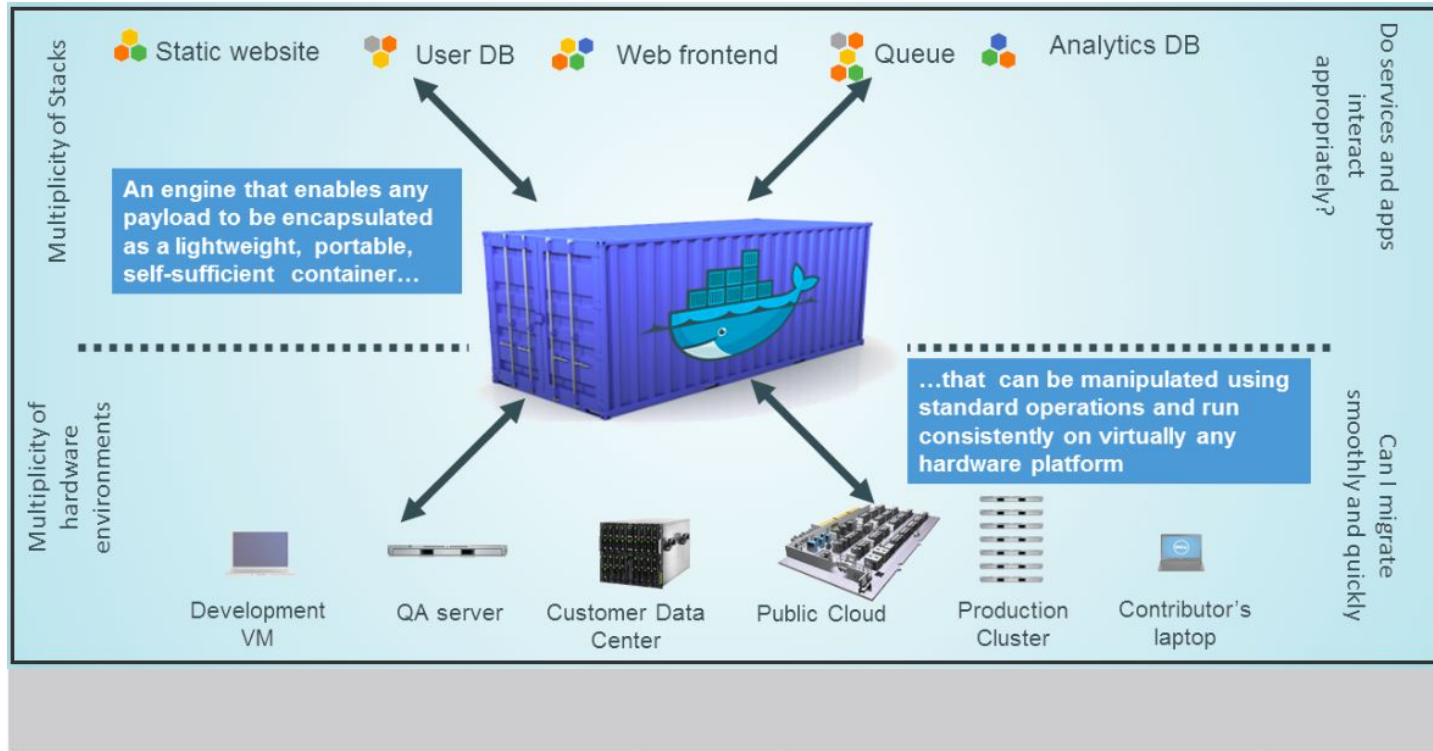 Static website
User DB
Web frontend
Queue
Analytics DB
Multiplicity of Stacks
Do services and apps
interact
appropriately?
An engine that enables any
payload to be encapsulated
as a lightweight, portable,
self-sufficient container…
…that can be manipulated using
standard operations and run
consistently on virtually any
hardware platform
Multiplicity of
hardware
environments
Can I migrate
smoothly and quickly
Development
VM
QA server
Customer Data
Center
Public Cloud
Production
Cluster
Contributor's
laptop